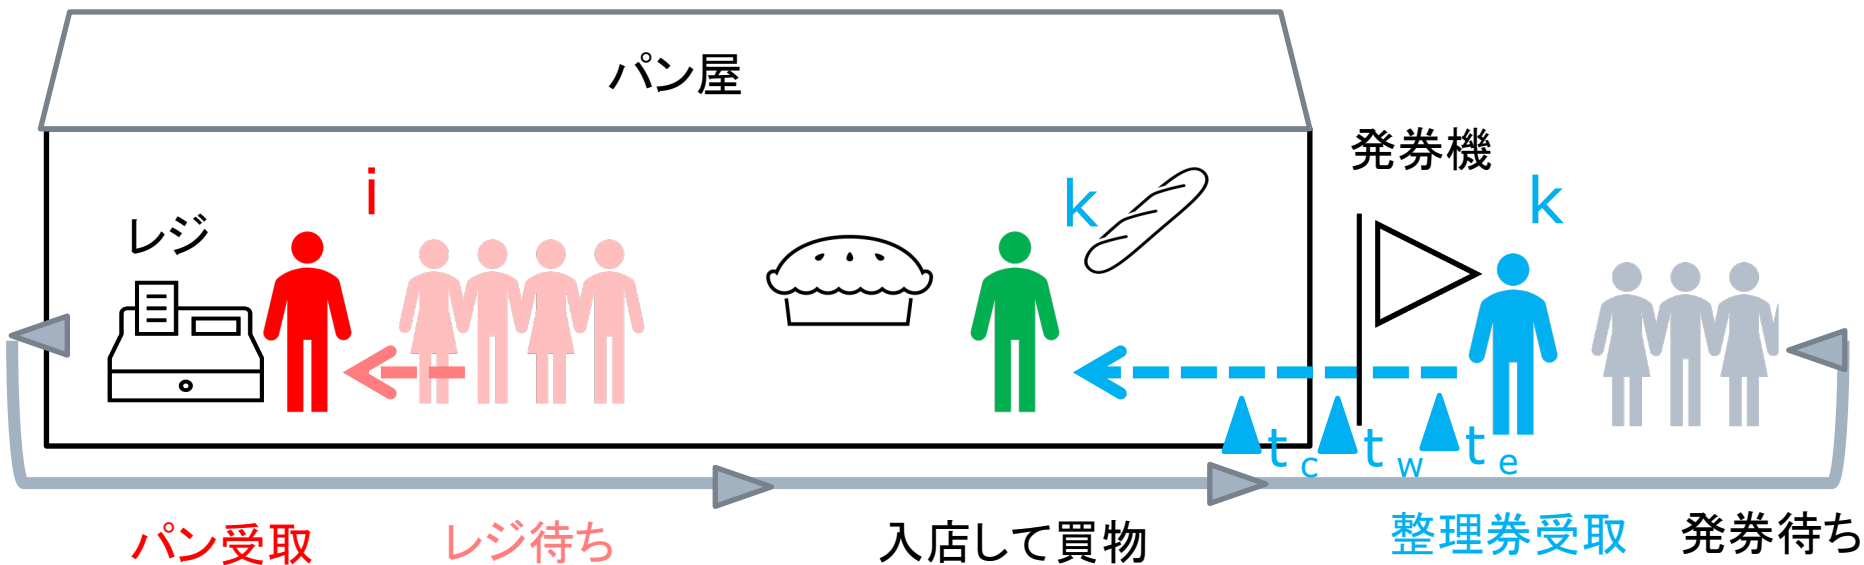 パン屋
発券機
i
k
k
レジ
t c
t w
t e
パン受取
レジ待ち
入店して買物
整理券受取
発券待ち